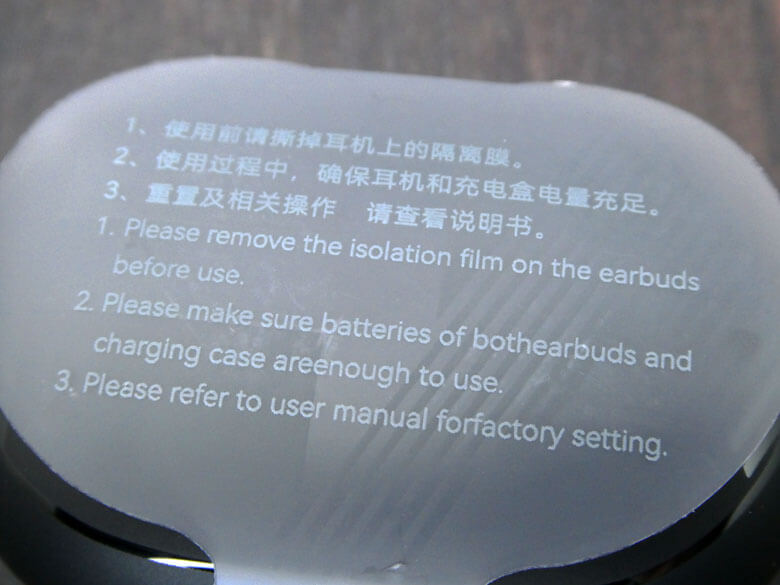 1、使用前请撕掉耳机上的隔离膜。
2、使用过程中，确保耳机和充电盒电量充足。
3、重置及相关操作 请查看说明书。
1. Please remove the isolation film on the earbuds
before use.
2. Please make sure batteries of bothearbuds and
charging case areenough to use.
3. Please refer to user manual forfactory setting.